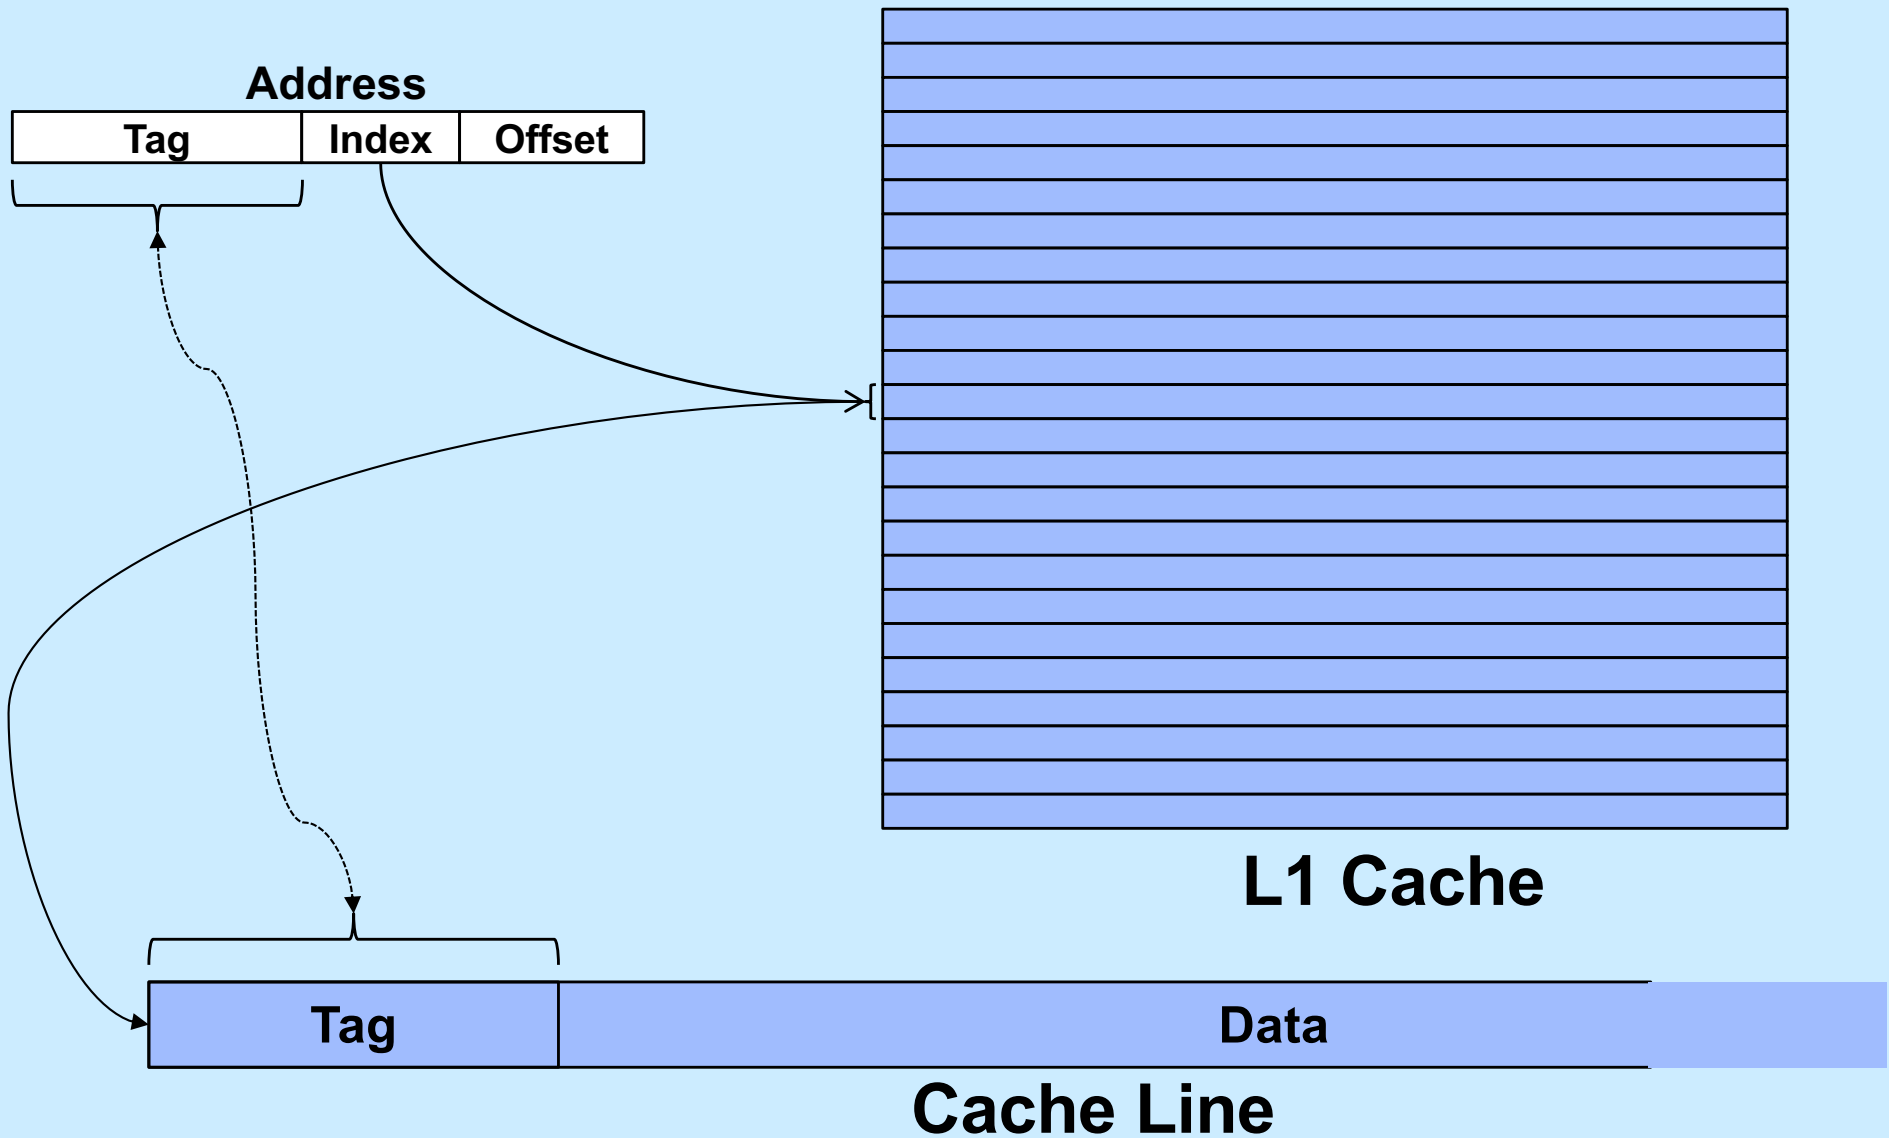 Address
Tag Index Offset
L1 Cache
Tag Data
Cache Line